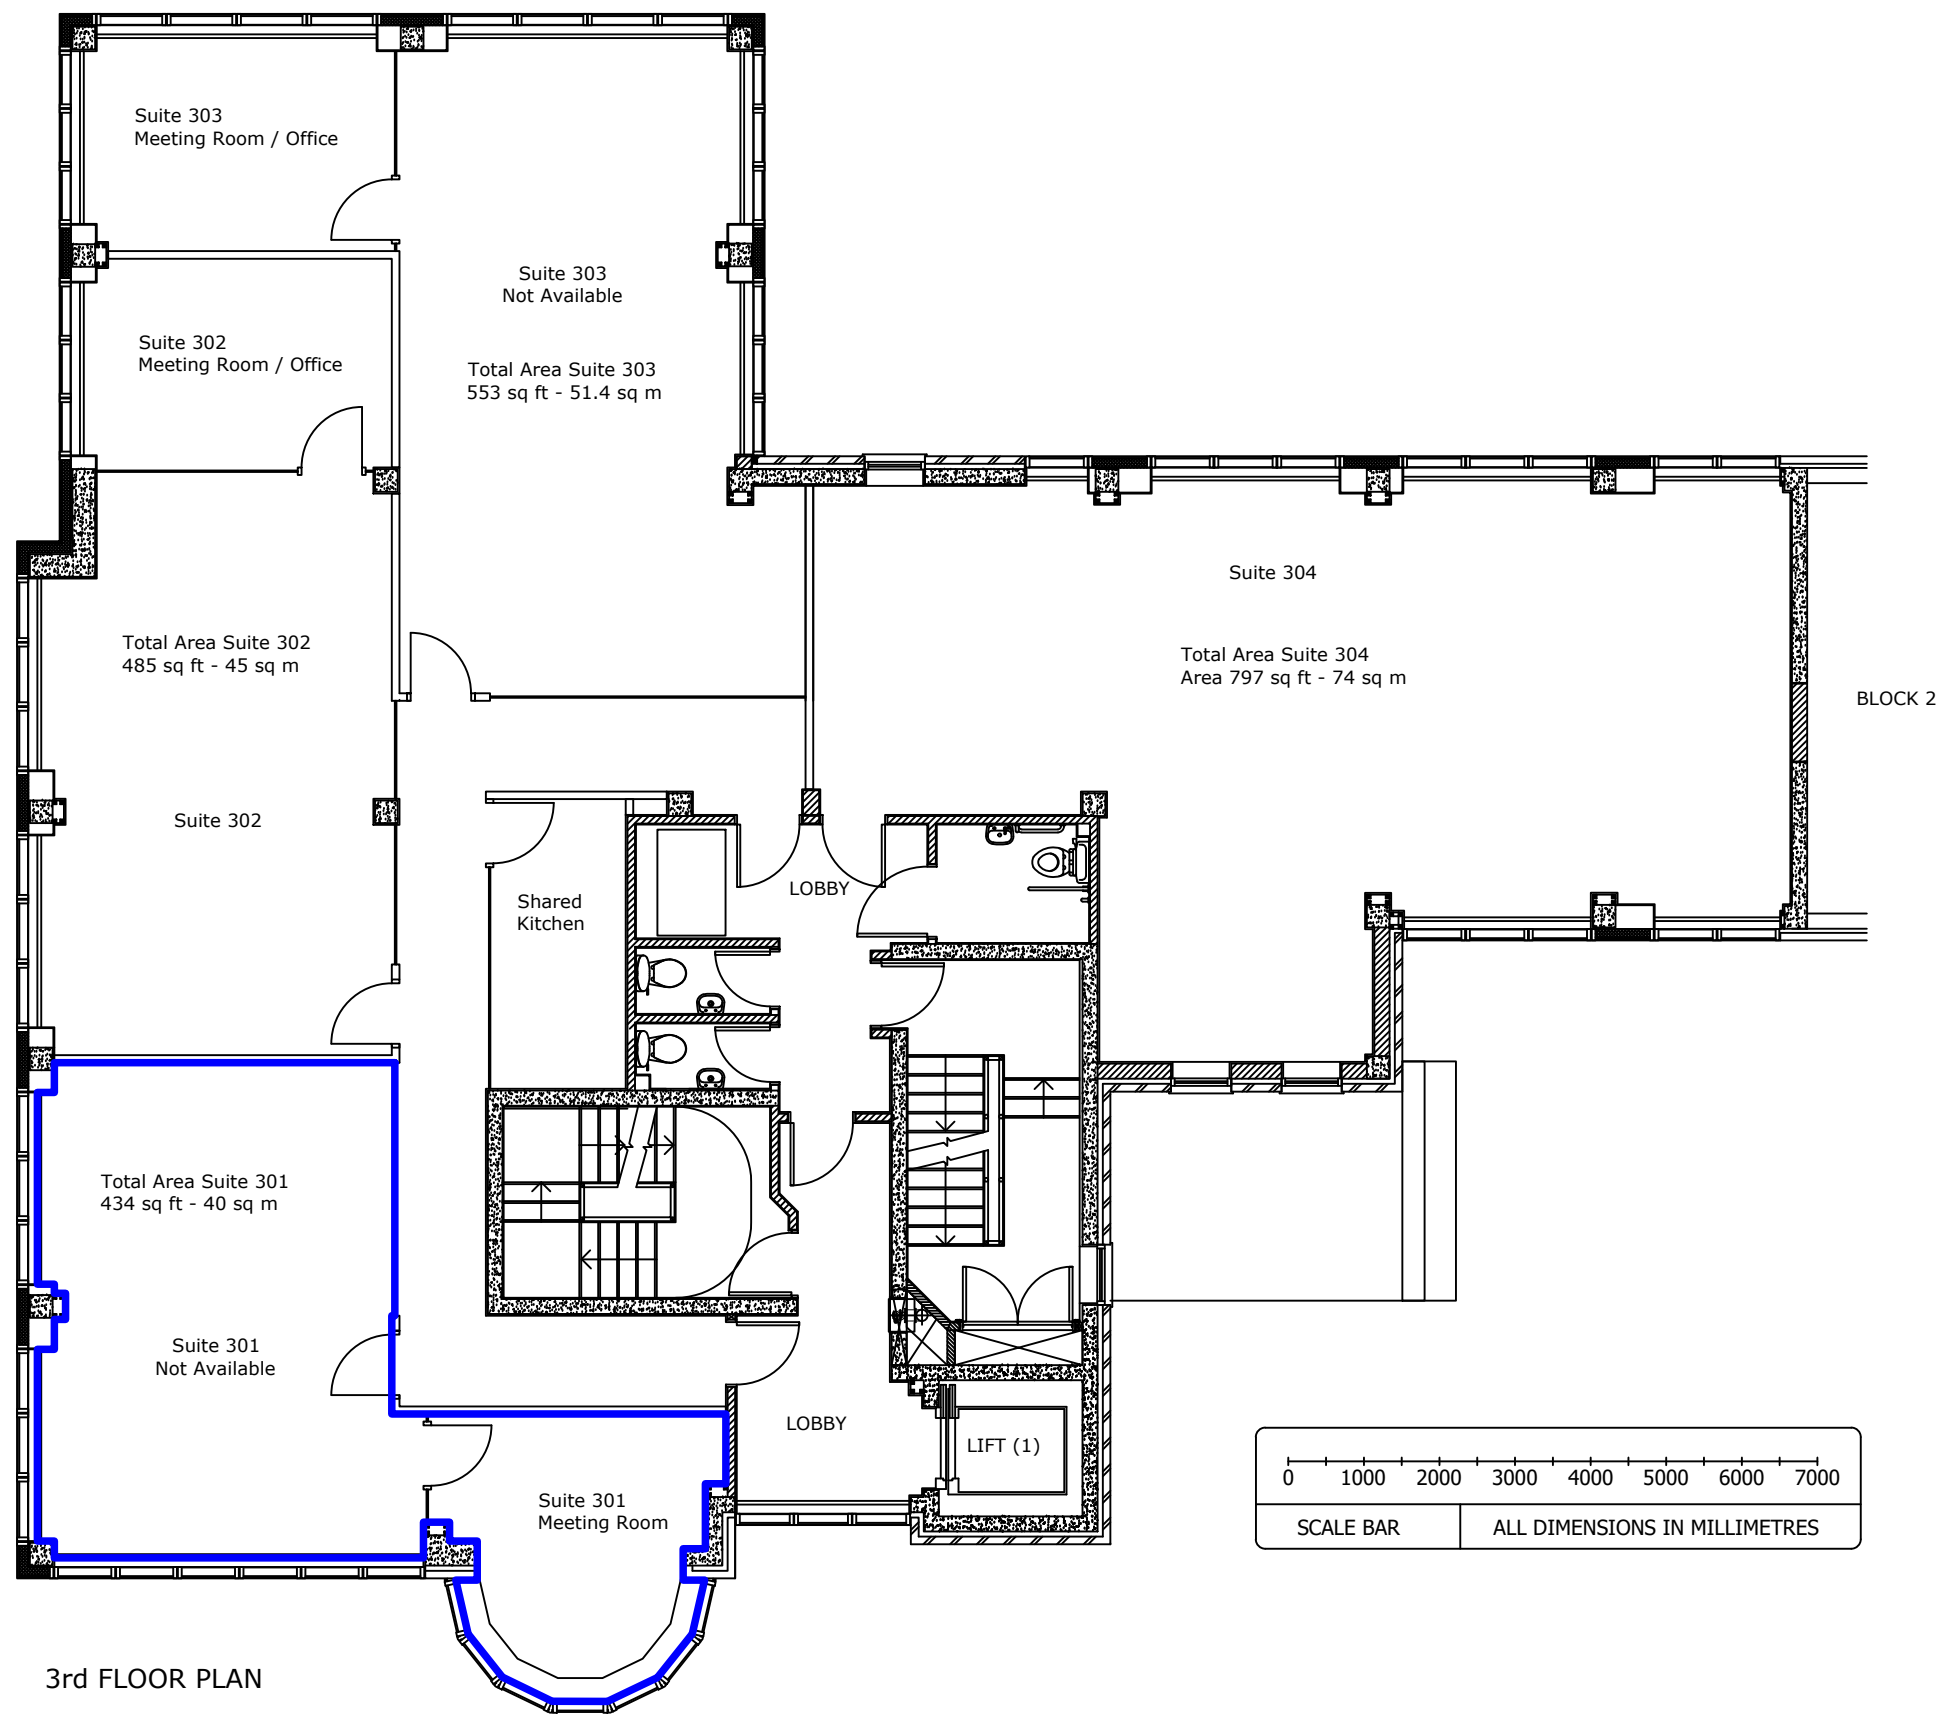 Suite 303
Meeting Room / Office
Suite 303
Not Available
Suite 302
Meeting Room / Office
Total Area Suite 303
553 sq ft - 51.4 sq m
Suite 304
Total Area Suite 302
485 sq ft - 45 sq m
Total Area Suite 304
Area 797 sq ft - 74 sq m
BLOCK 2
Suite 302
LOBBY
Shared
Kitchen
Total Area Suite 301
434 sq ft - 40 sq m
Suite 301
Not Available
LOBBY
LIFT (1)
Suite 301
Meeting Room
0 1000 2000 3000 4000 5000 6000 7000
SCALE BAR
ALL DIMENSIONS IN MILLIMETRES
3rd FLOOR PLAN